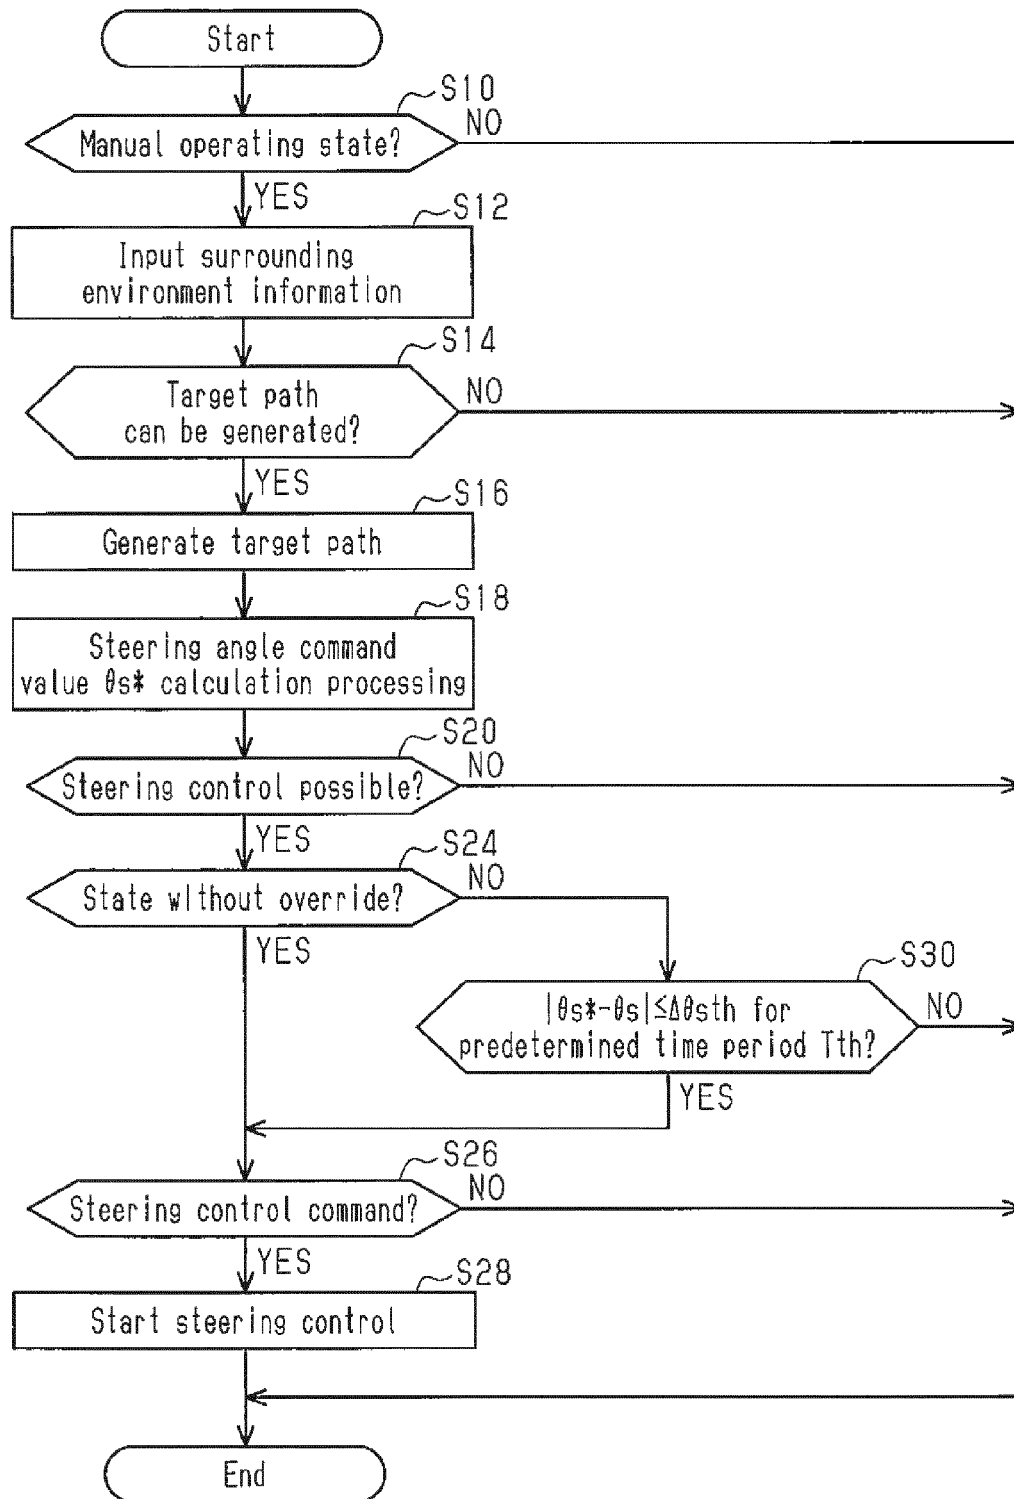 Start
S10
Manual operating state?
NO
YES
S12
Input surrounding
environment information
S14
Target path
can be generated?
NO
YES
S16
Generate target path
S18
Steering angle command
value θs* calculation processing
S20
Steering control possible?
NO
YES
S24
State without override?
NO
YES
S30
|θs*-θs|≤Δθsth for
predetermined time period Tth?
NO
YES
S26
Steering control command?
NO
YES
S28
Start steering control
End